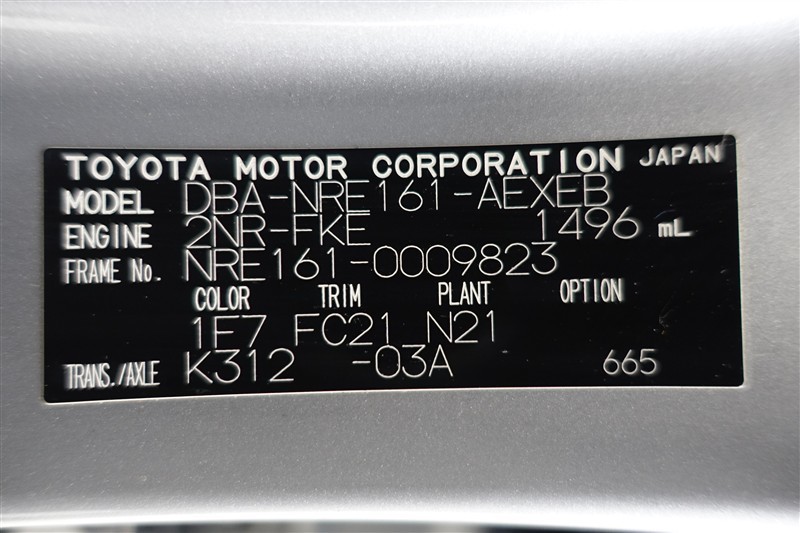 TOYOTA MOTOR CORPORATION JAPAN
MODEL DBA-NRE161-AEXEB
ENGINE 2NR-FKE 1496 mL
FRAME No. NRE161-0009823
COLOR TRIM PLANT OPTION
1F7 FC21 N21
TRANS./AXLE K312 -03A 665